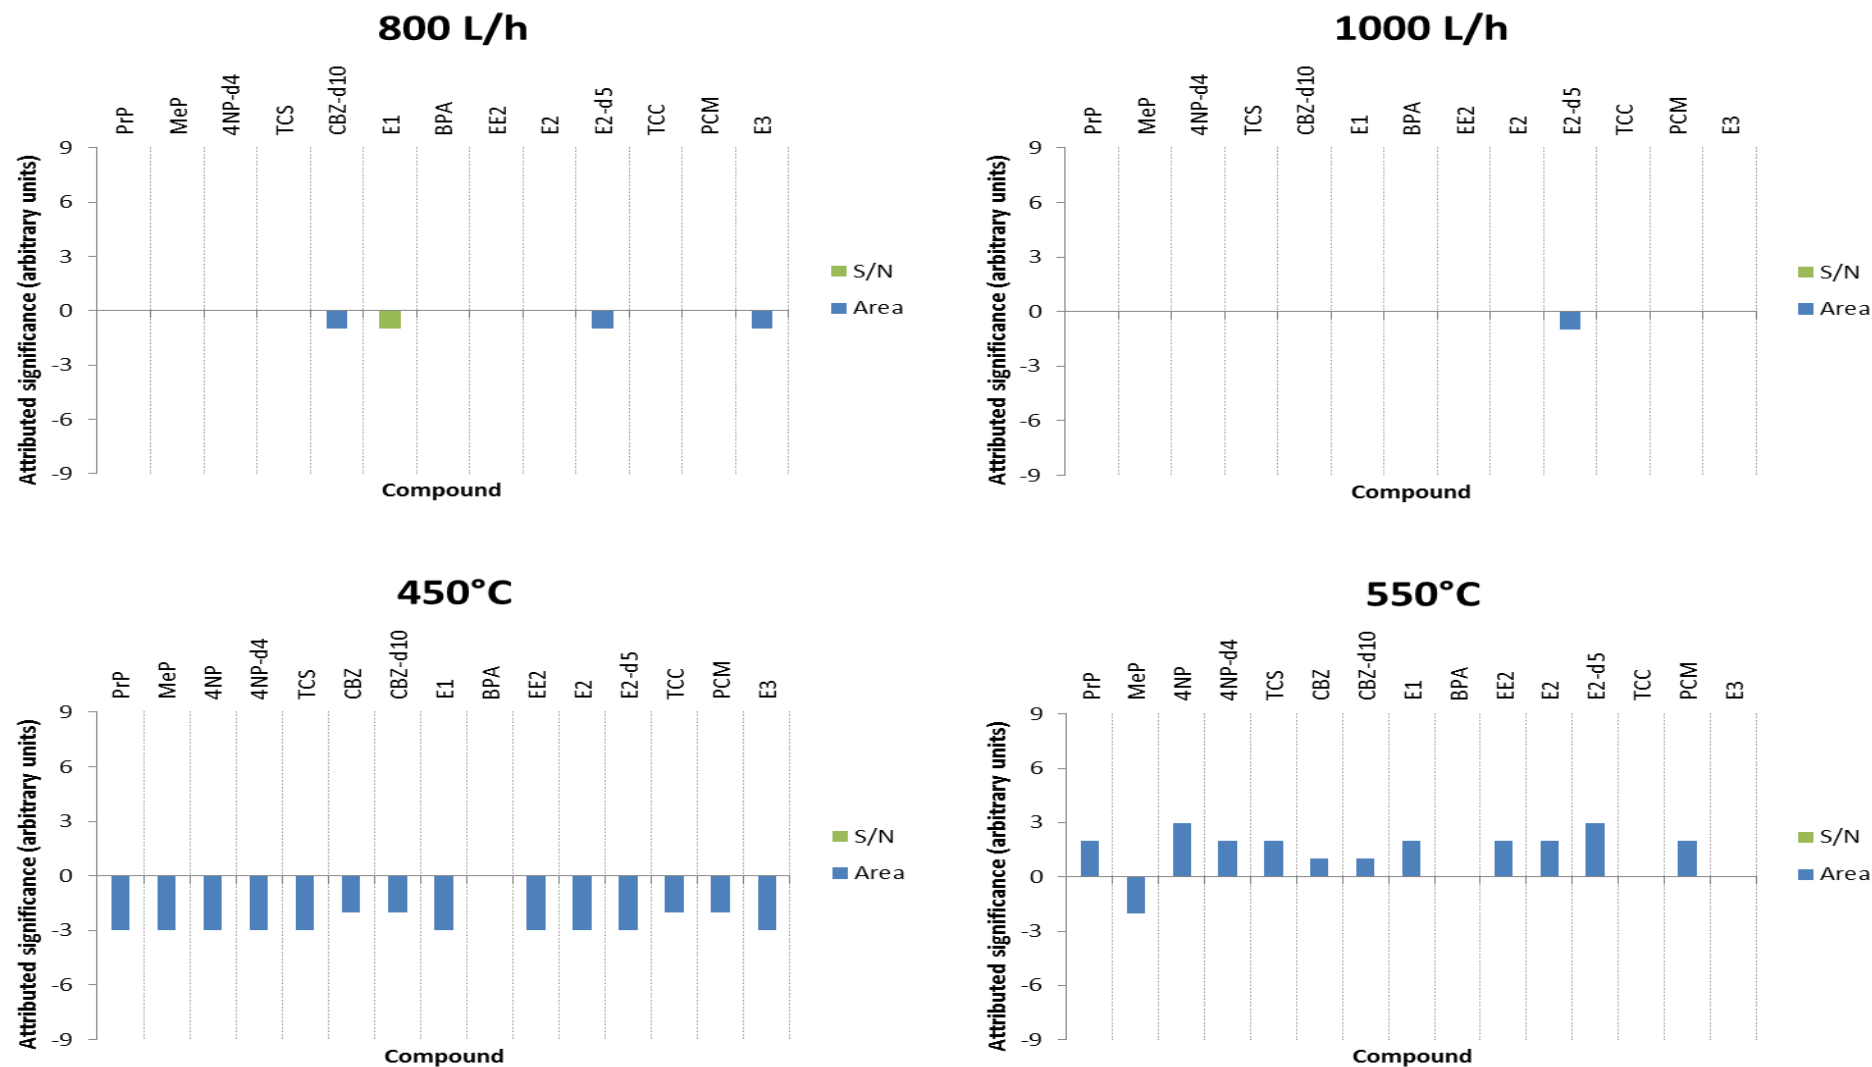 800 L/h
PrP MeP 4NP-d4 TCS CBZ-d10 E1 BPA EE2 E2 E2-d5 TCC PCM E3
Attributed significance (arbitrary units)
9
6
3
0
-3
-6
-9
Compound
S/N
Area
1000 L/h
PrP MeP 4NP-d4 TCS CBZ-d10 E1 BPA EE2 E2 E2-d5 TCC PCM E3
Attributed significance (arbitrary units)
9
6
3
0
-3
-6
-9
Compound
S/N
Area
450°C
PrP MeP 4NP 4NP-d4 TCS CBZ CBZ-d10 E1 BPA EE2 E2 E2-d5 TCC PCM E3
Attributed significance (arbitrary units)
9
6
3
0
-3
-6
-9
Compound
S/N
Area
550°C
PrP MeP 4NP 4NP-d4 TCS CBZ CBZ-d10 E1 BPA EE2 E2 E2-d5 TCC PCM E3
Attributed significance (arbitrary units)
9
6
3
0
-3
-6
-9
Compound
S/N
Area